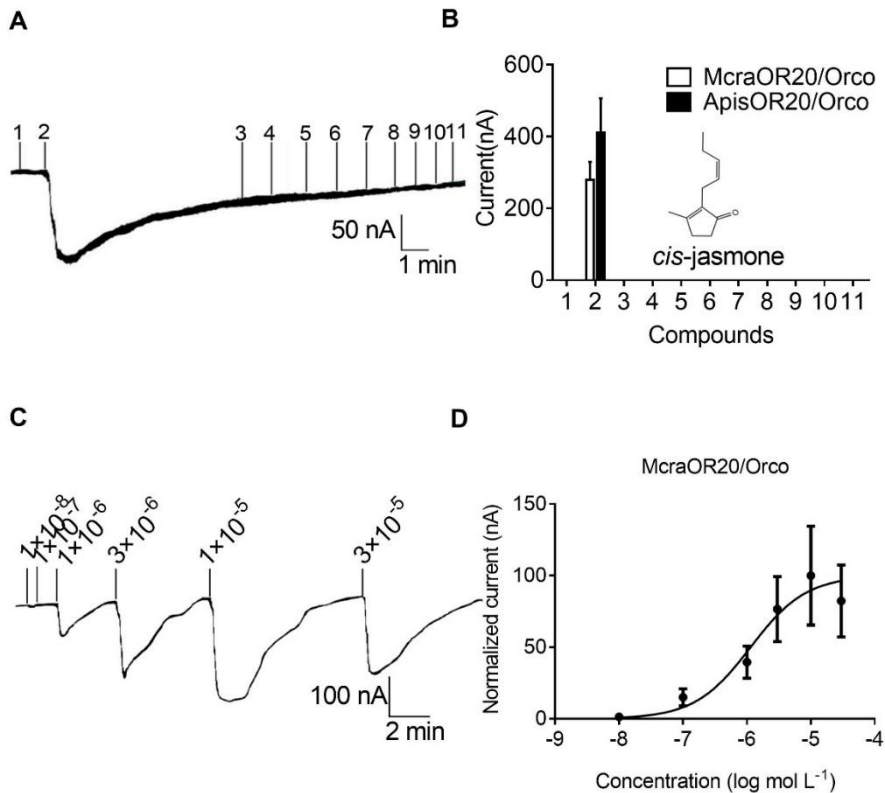 A
1 2 3 4 5 6 7 8 9 10 11
50 nA
1 min
B
600
400
200
0
Current(nA)
McraOR20/Orco
ApisOR20/Orco
O
cis-jasmone
1 2 3 4 5 6 7 8 9 10 11
Compounds
C
1×10⁻⁸
1×10⁻⁷
1×10⁻⁶
3×10⁻⁶
1×10⁻⁵
3×10⁻⁵
100 nA
2 min
D
McraOR20/Orco
150
100
50
0
Normalized current (nA)
-9 -8 -7 -6 -5 -4
Concentration (log mol L⁻¹)